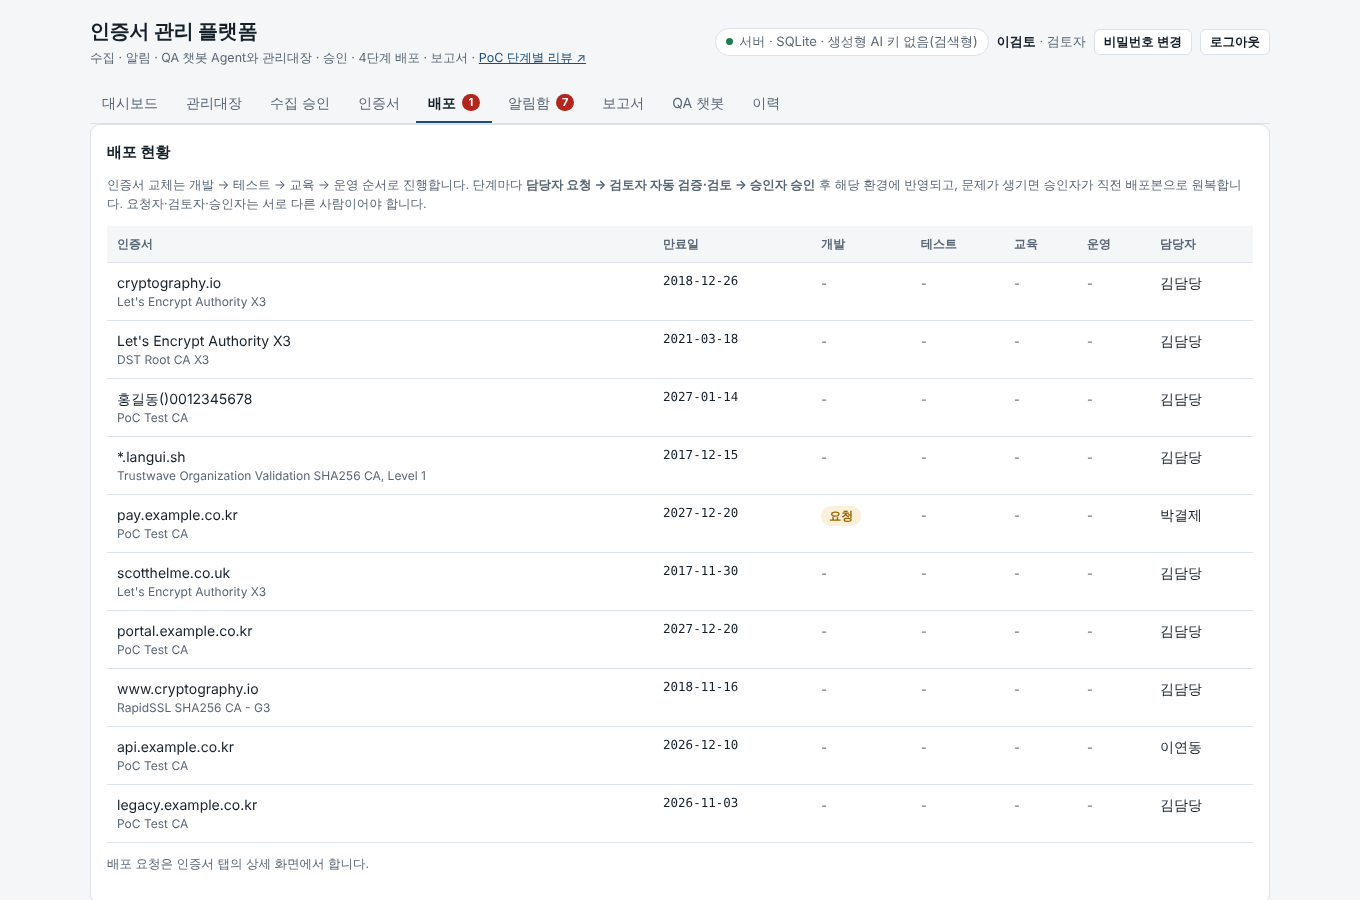 인증서 관리 플랫폼
수집 · 알림 · QA 챗봇 Agent와 관리대장 · 승인 · 4단계 배포 · 보고서 · PoC 단계별 리뷰 ↗
서버 · SQLite · 생성형 AI 키 없음(검색형) 이검토 · 검토자 비밀번호 변경 로그아웃
대시보드 관리대장 수집 승인 인증서 배포 1 알림함 7 보고서 QA 챗봇 이력
배포 현황
인증서 교체는 개발 → 테스트 → 교육 → 운영 순서로 진행합니다. 단계마다 담당자 요청 → 검토자 자동 검증·검토 → 승인자 승인 후 해당 환경에 반영되고, 문제가 생기면 승인자가 직전 배포본으로 원복합니
다. 요청자·검토자·승인자는 서로 다른 사람이어야 합니다.
인증서 만료일 개발 테스트 교육 운영 담당자
cryptography.io 2018-12-26 - - - - 김담당
Let's Encrypt Authority X3
Let's Encrypt Authority X3 2021-03-18 - - - - 김담당
DST Root CA X3
홍길동()0012345678 2027-01-14 - - - - 김담당
PoC Test CA
*.langui.sh 2017-12-15 - - - - 김담당
Trustwave Organization Validation SHA256 CA, Level 1
pay.example.co.kr 2027-12-20 요청 - - - 박결제
PoC Test CA
scotthelme.co.uk 2017-11-30 - - - - 김담당
Let's Encrypt Authority X3
portal.example.co.kr 2027-12-20 - - - - 김담당
PoC Test CA
www.cryptography.io 2018-11-16 - - - - 김담당
RapidSSL SHA256 CA - G3
api.example.co.kr 2026-12-10 - - - - 이연동
PoC Test CA
legacy.example.co.kr 2026-11-03 - - - - 김담당
PoC Test CA
배포 요청은 인증서 탭의 상세 화면에서 합니다.